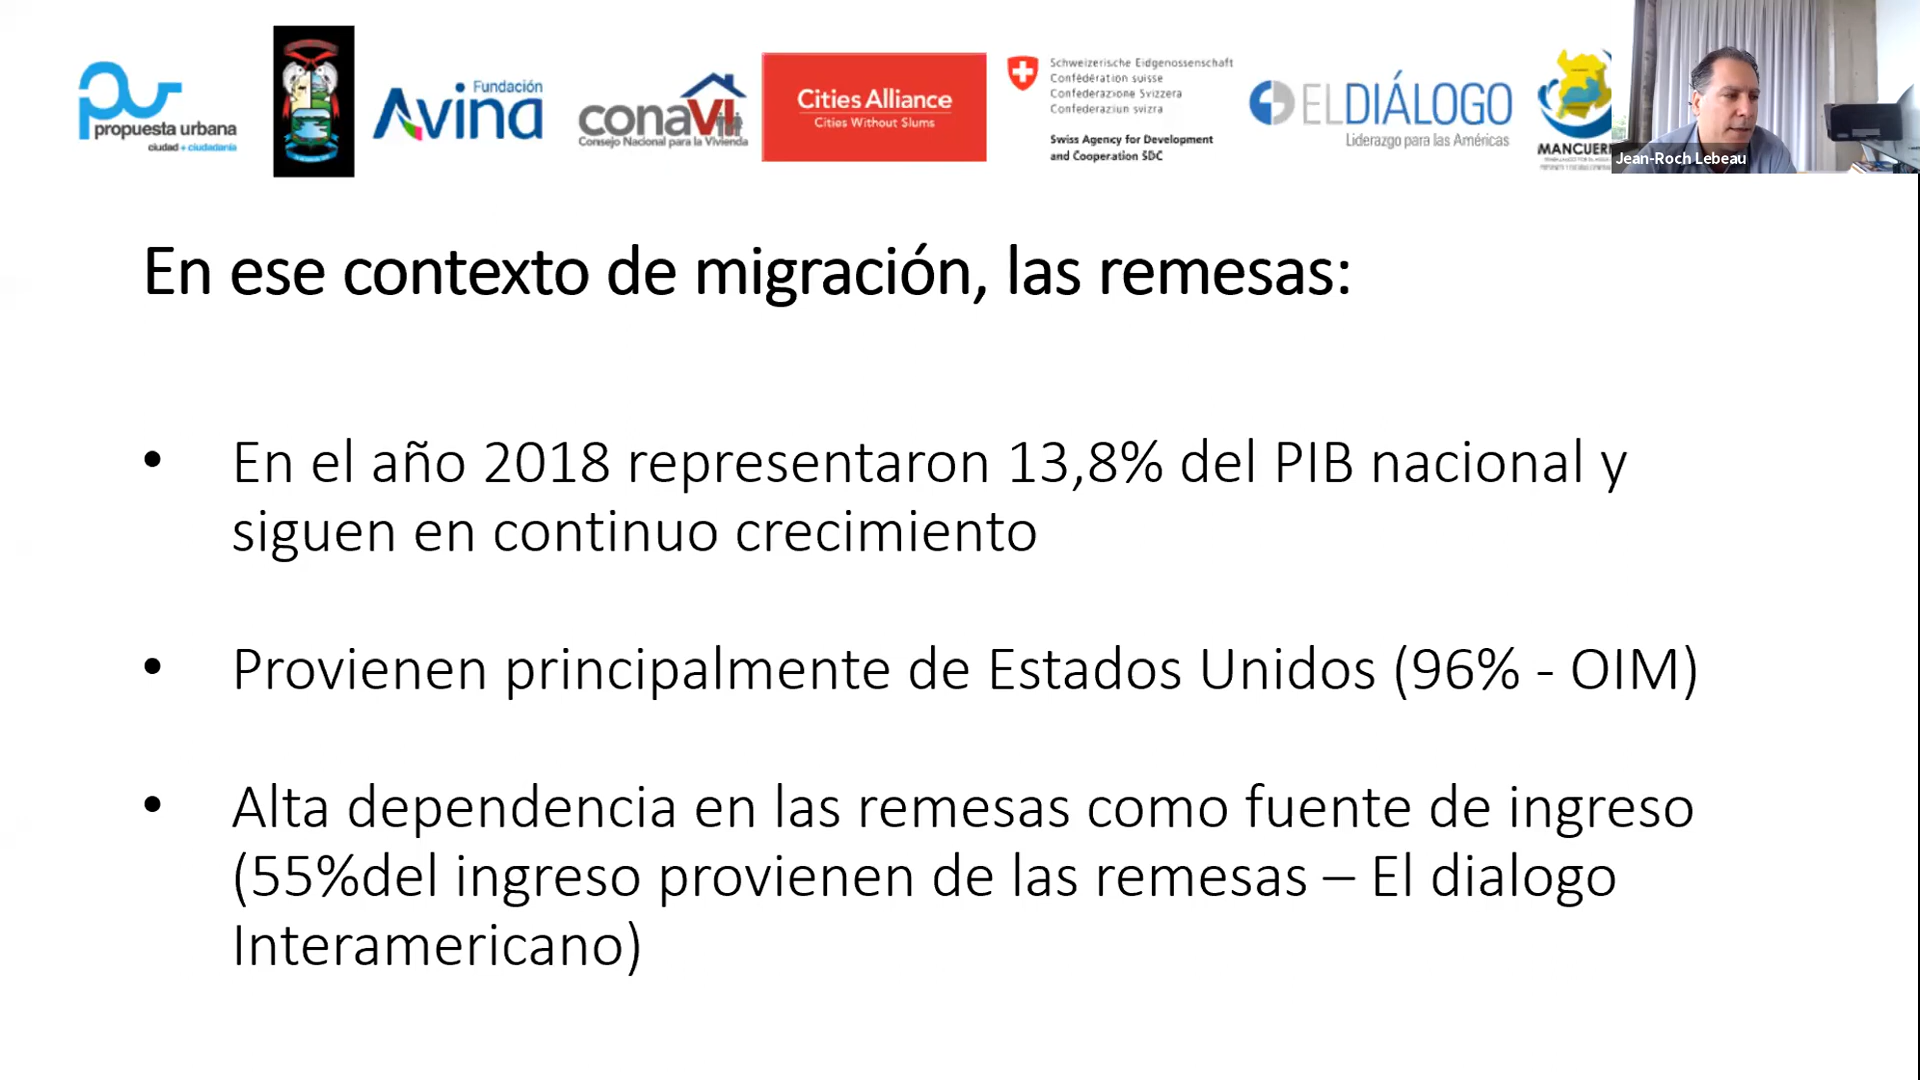 propuesta urbana
ciudad + ciudadanía
Fundación
Avina
conaVI
Consejo Nacional para la Vivienda
Cities Alliance
Cities Without Slums
Schweizerische Eidgenossenschaft
Confédération suisse
Confederazione Svizzera
Confederaziun svizra
Swiss Agency for Development
and Cooperation SDC
EL DIÁLOGO
Liderazgo para las Américas
MANCUER
Jean-Roch Lebeau
En ese contexto de migración, las remesas:
• En el año 2018 representaron 13,8% del PIB nacional y
siguen en continuo crecimiento
• Provienen principalmente de Estados Unidos (96% - OIM)
• Alta dependencia en las remesas como fuente de ingreso
(55%del ingreso provienen de las remesas – El dialogo
Interamericano)